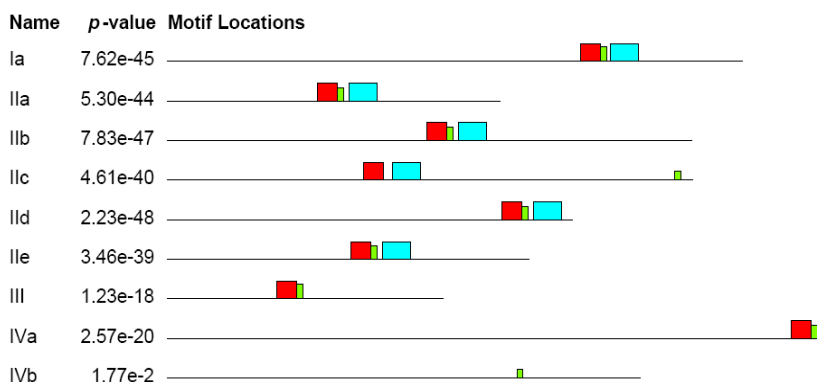 Name p-value Motif Locations
Ia 7.62e-45
IIa 5.30e-44
IIb 7.83e-47
IIc 4.61e-40
IId 2.23e-48
IIe 3.46e-39
III 1.23e-18
IVa 2.57e-20
IVb 1.77e-2